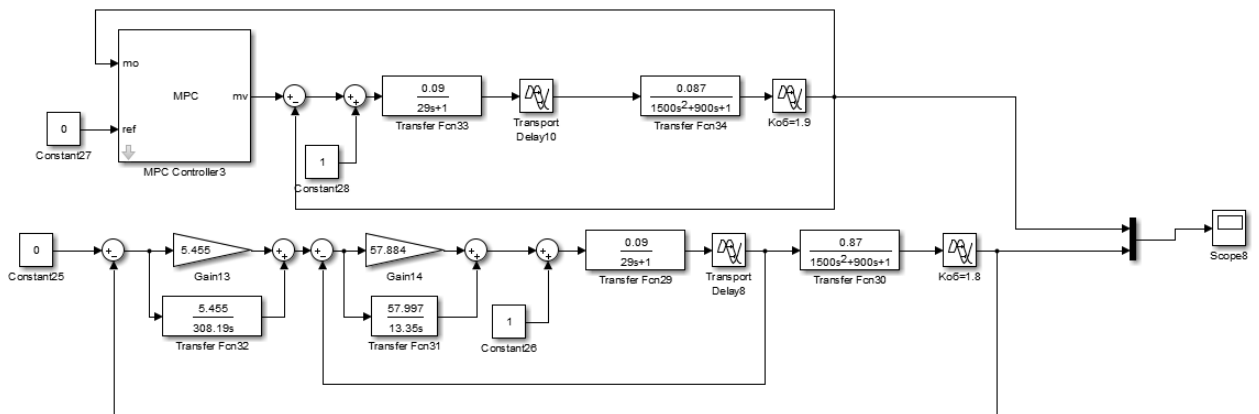 mo
MPC
mv
ref
MPC Controller3
0
Constant27
1
Constant28
0.09
29s+1
Transfer Fcn33
Transport
Delay10
0.087
1500s²+900s+1
Transfer Fcn34
Коб=1.9
0
Constant25
5.455
Gain13
5.455
308.19s
Transfer Fcn32
57.884
Gain14
57.997
13.35s
Transfer Fcn31
1
Constant26
0.09
29s+1
Transfer Fcn29
Transport
Delay8
0.87
1500s²+900s+1
Transfer Fcn30
Коб=1.8
Scope8